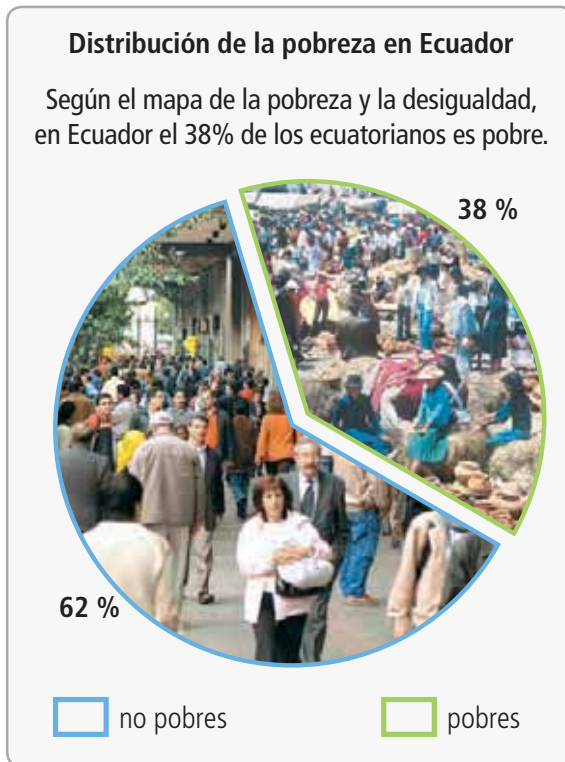 Distribución de la pobreza en Ecuador
Según el mapa de la pobreza y la desigualdad,
en Ecuador el 38% de los ecuatorianos es pobre.
38 %
62 %
no pobres
pobres